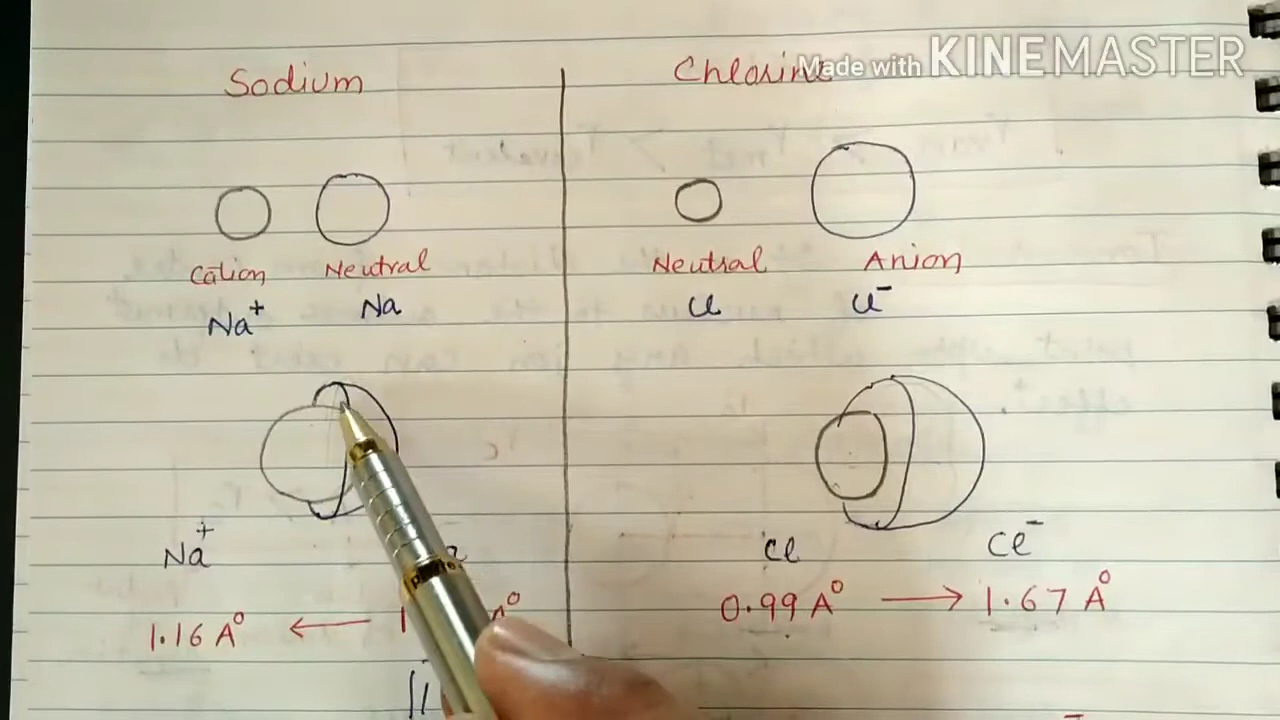 Made with KINEMASTER
Sodium
Cation Neutral
Na⁺ Na
Na⁺
1.16 A° ←
Chlorine
Neutral Anion
Cl Cl⁻
Cl Cl⁻
0.99 A° → 1.67 A°